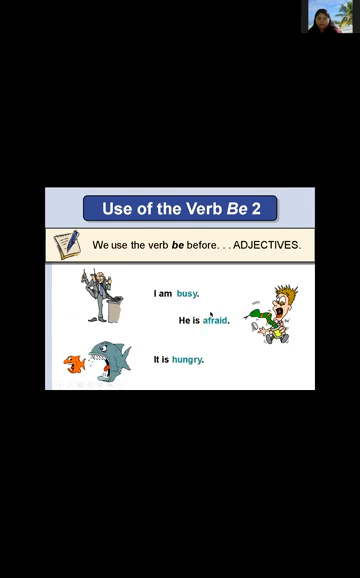 Use of the Verb Be 2
We use the verb be before. . . ADJECTIVES.
I am busy.
He is afraid.
It is hungry.